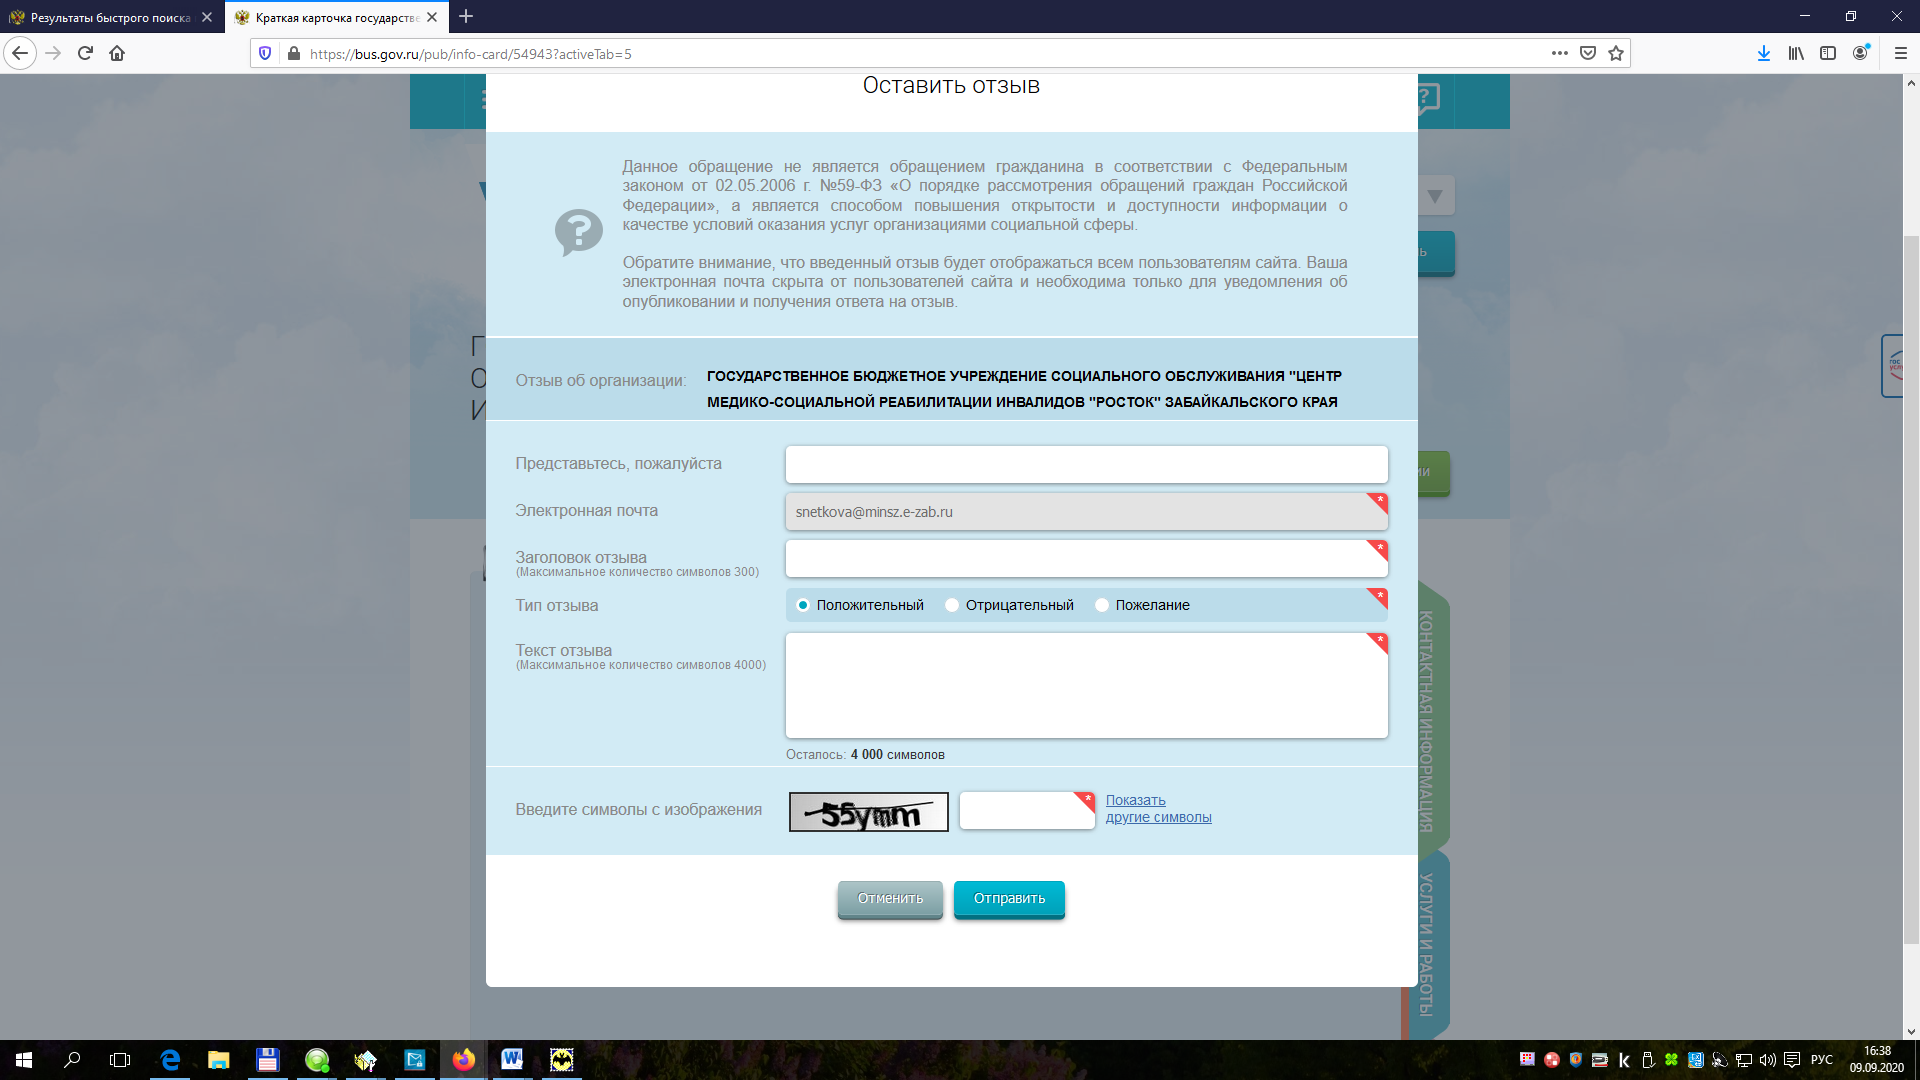 Результаты быстрого поиска
Краткая карточка государстве
https://bus.gov.ru/pub/info-card/54943?activeTab=5
Оставить отзыв
Данное обращение не является обращением гражданина в соответствии с Федеральным
законом от 02.05.2006 г. №59-ФЗ «О порядке рассмотрения обращений граждан Российской
Федерации», а является способом повышения открытости и доступности информации о
качестве условий оказания услуг организациями социальной сферы.
Обратите внимание, что введенный отзыв будет отображаться всем пользователям сайта. Ваша
электронная почта скрыта от пользователей сайта и необходима только для уведомления об
опубликовании и получения ответа на отзыв.
Отзыв об организации:
ГОСУДАРСТВЕННОЕ БЮДЖЕТНОЕ УЧРЕЖДЕНИЕ СОЦИАЛЬНОГО ОБСЛУЖИВАНИЯ "ЦЕНТР
МЕДИКО-СОЦИАЛЬНОЙ РЕАБИЛИТАЦИИ ИНВАЛИДОВ "РОСТОК" ЗАБАЙКАЛЬСКОГО КРАЯ
Представьтесь, пожалуйста
Электронная почта
snetkova@minsz.e-zab.ru
Заголовок отзыва
(Максимальное количество символов 300)
Тип отзыва
Положительный Отрицательный Пожелание
Текст отзыва
(Максимальное количество символов 4000)
Осталось: 4 000 символов
Введите символы с изображения
55ymm
Показать
другие символы
Отменить Отправить
КОНТАКТНАЯ ИНФОРМАЦИЯ
УСЛУГИ И РАБОТЫ
РУС
16:38
09.09.2020